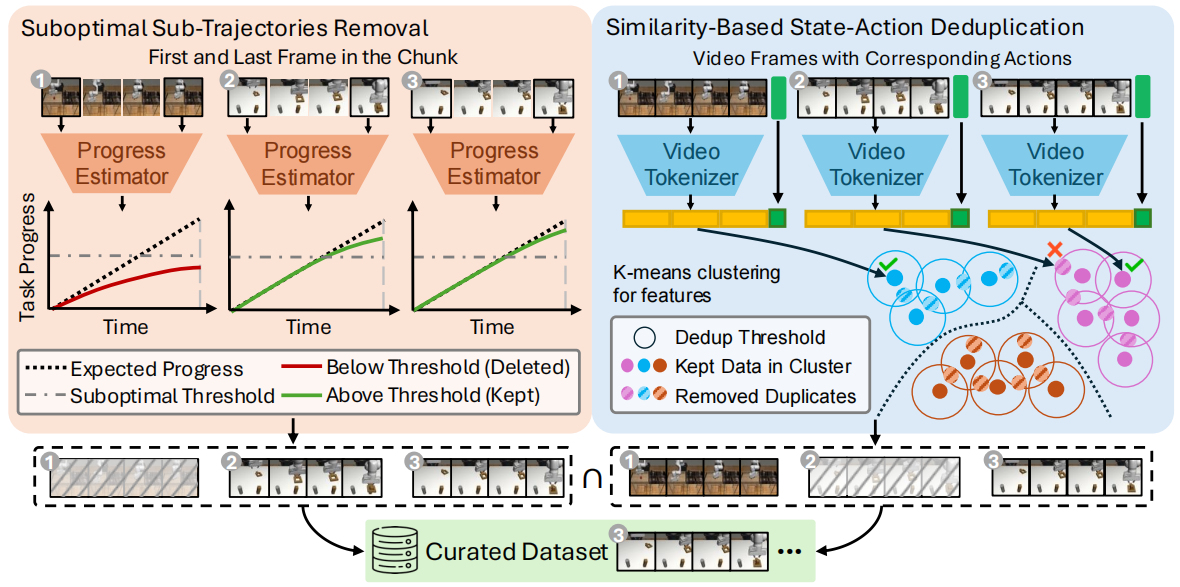 Suboptimal Sub-Trajectories Removal
First and Last Frame in the Chunk
1
2
3
Progress
Estimator
Progress
Estimator
Progress
Estimator
Task Progress
Time
Time
Time
Expected Progress
Below Threshold (Deleted)
Suboptimal Threshold
Above Threshold (Kept)
Similarity-Based State-Action Deduplication
Video Frames with Corresponding Actions
1
2
3
Video
Tokenizer
Video
Tokenizer
Video
Tokenizer
K-means clustering
for features
Dedup Threshold
Kept Data in Cluster
Removed Duplicates
1
2
3
∩
1
2
3
Curated Dataset
3
•••